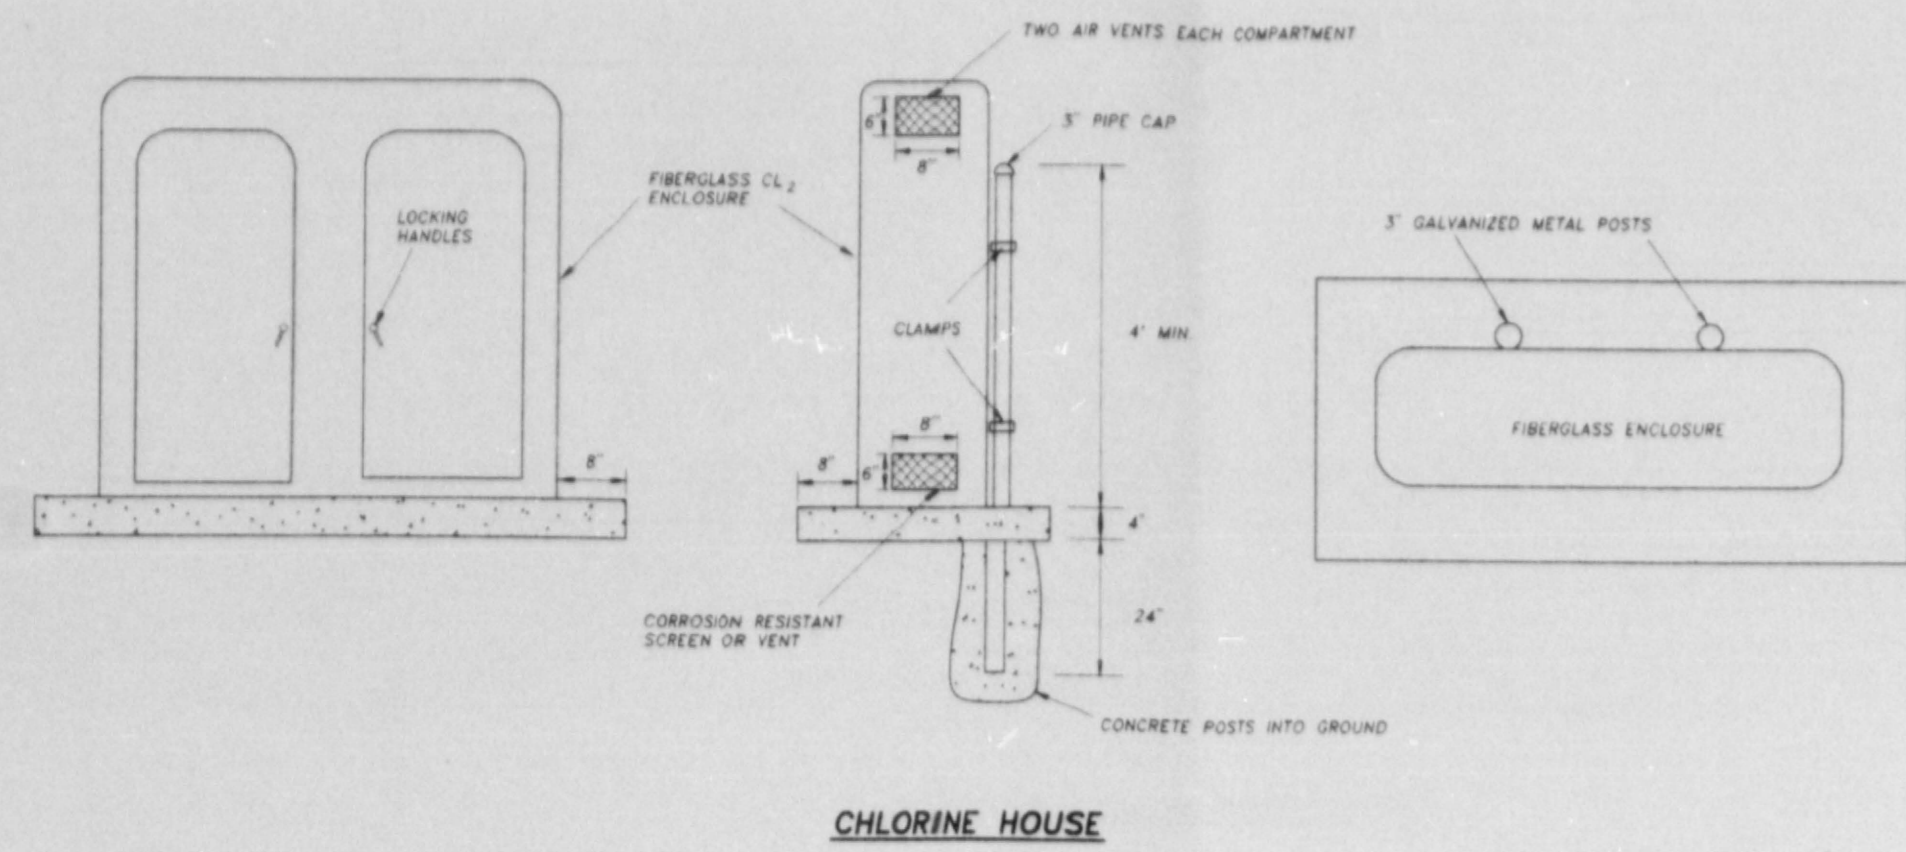 TWO AIR VENTS EACH COMPARTMENT
6"
8"
3" PIPE CAP
FIBERGLASS CL2
ENCLOSURE
LOCKING
HANDLES
3" GALVANIZED METAL POSTS
CLAMPS
4' MIN.
FIBERGLASS ENCLOSURE
8"
8"
8"
6"
4"
CORROSION RESISTANT
SCREEN OR VENT
24"
CONCRETE POSTS INTO GROUND
CHLORINE HOUSE